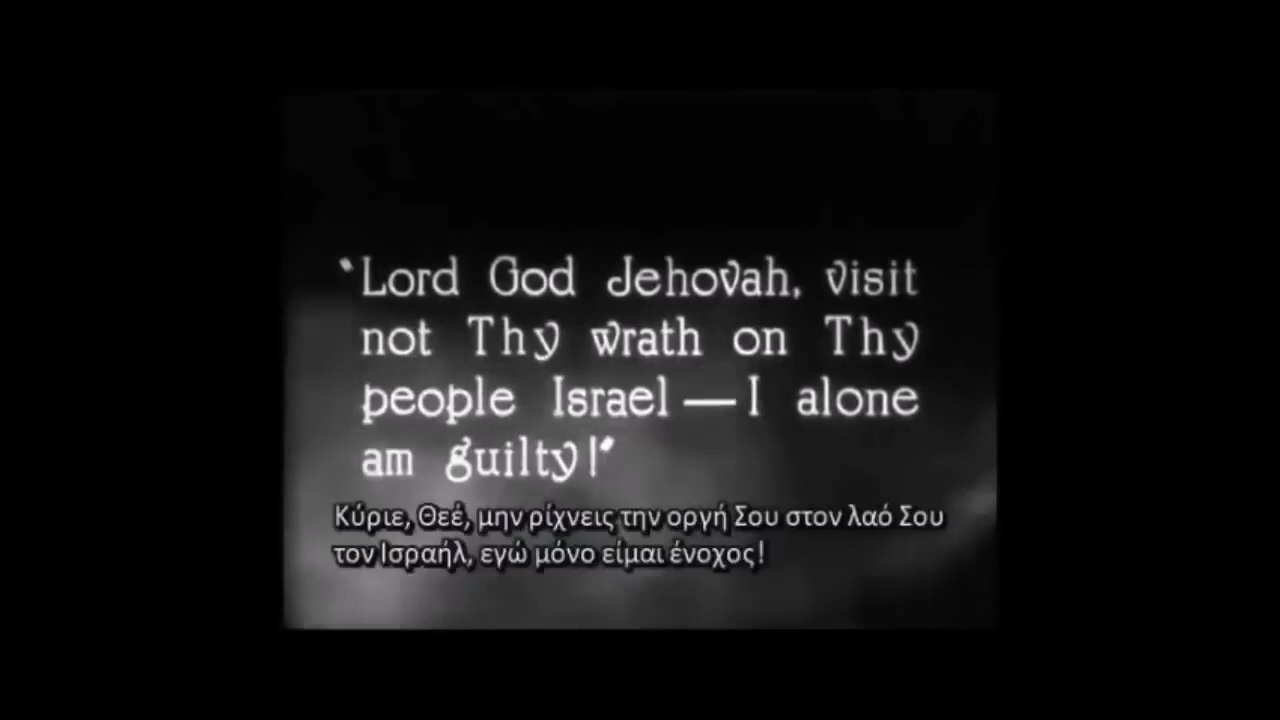 “Lord God Jehovah, visit
not Thy wrath on Thy
people Israel — I alone
am guilty!”
Κύριε, Θεέ, μην ρίχνεις την οργή Σου στον λαό Σου
τον Ισραήλ, εγώ μόνο είμαι ένοχος!